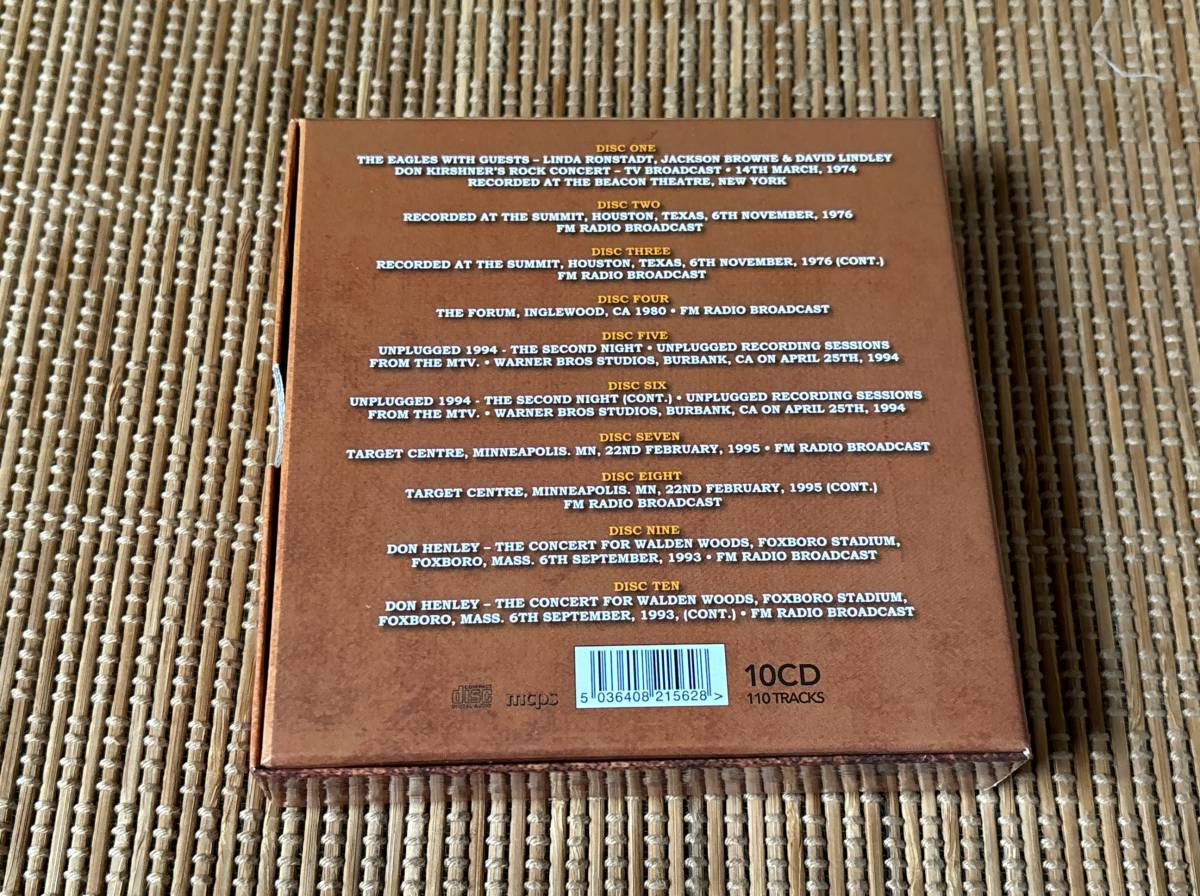 DISC ONE
THE EAGLES WITH GUESTS – LINDA RONSTADT, JACKSON BROWNE & DAVID LINDLEY
DON KIRSHNER'S ROCK CONCERT – TV BROADCAST • 14TH MARCH, 1974
RECORDED AT THE BEACON THEATRE, NEW YORK
DISC TWO
RECORDED AT THE SUMMIT, HOUSTON, TEXAS, 6TH NOVEMBER, 1976
FM RADIO BROADCAST
DISC THREE
RECORDED AT THE SUMMIT, HOUSTON, TEXAS, 6TH NOVEMBER, 1976 (CONT.)
FM RADIO BROADCAST
DISC FOUR
THE FORUM, INGLEWOOD, CA 1980 • FM RADIO BROADCAST
DISC FIVE
UNPLUGGED 1994 - THE SECOND NIGHT • UNPLUGGED RECORDING SESSIONS
FROM THE MTV. • WARNER BROS STUDIOS, BURBANK, CA ON APRIL 25TH, 1994
DISC SIX
UNPLUGGED 1994 - THE SECOND NIGHT (CONT.) • UNPLUGGED RECORDING SESSIONS
FROM THE MTV. • WARNER BROS STUDIOS, BURBANK, CA ON APRIL 25TH, 1994
DISC SEVEN
TARGET CENTRE, MINNEAPOLIS. MN, 22ND FEBRUARY, 1995 • FM RADIO BROADCAST
DISC EIGHT
TARGET CENTRE, MINNEAPOLIS. MN, 22ND FEBRUARY, 1995 (CONT.)
FM RADIO BROADCAST
DISC NINE
DON HENLEY – THE CONCERT FOR WALDEN WOODS, FOXBORO STADIUM,
FOXBORO, MASS. 6TH SEPTEMBER, 1993 • FM RADIO BROADCAST
DISC TEN
DON HENLEY – THE CONCERT FOR WALDEN WOODS, FOXBORO STADIUM,
FOXBORO, MASS. 6TH SEPTEMBER, 1993, (CONT.) • FM RADIO BROADCAST
COMPACT
disc
DIGITAL AUDIO
mcps
5 036408 215628 >
10CD
110 TRACKS